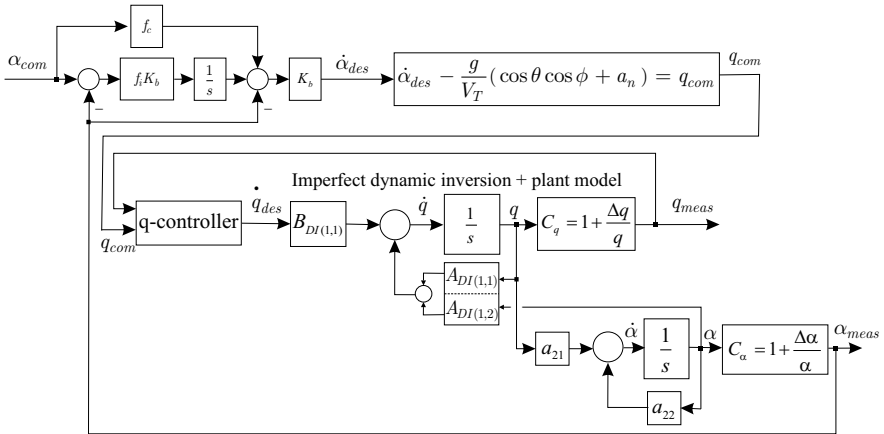 f_c
α_com
f_i K_b
1/s
K_b
α̇_des
α̇_des − g/V_T (cos θ cos ϕ + a_n) = q_com
q_com
−
−
Imperfect dynamic inversion + plant model
q-controller
q_com
q̇_des
B_DI(1,1)
q̇
1/s
q
C_q = 1 + Δq/q
q_meas
A_DI(1,1)
A_DI(1,2)
a_21
α̇
1/s
α
C_α = 1 + Δα/α
α_meas
a_22